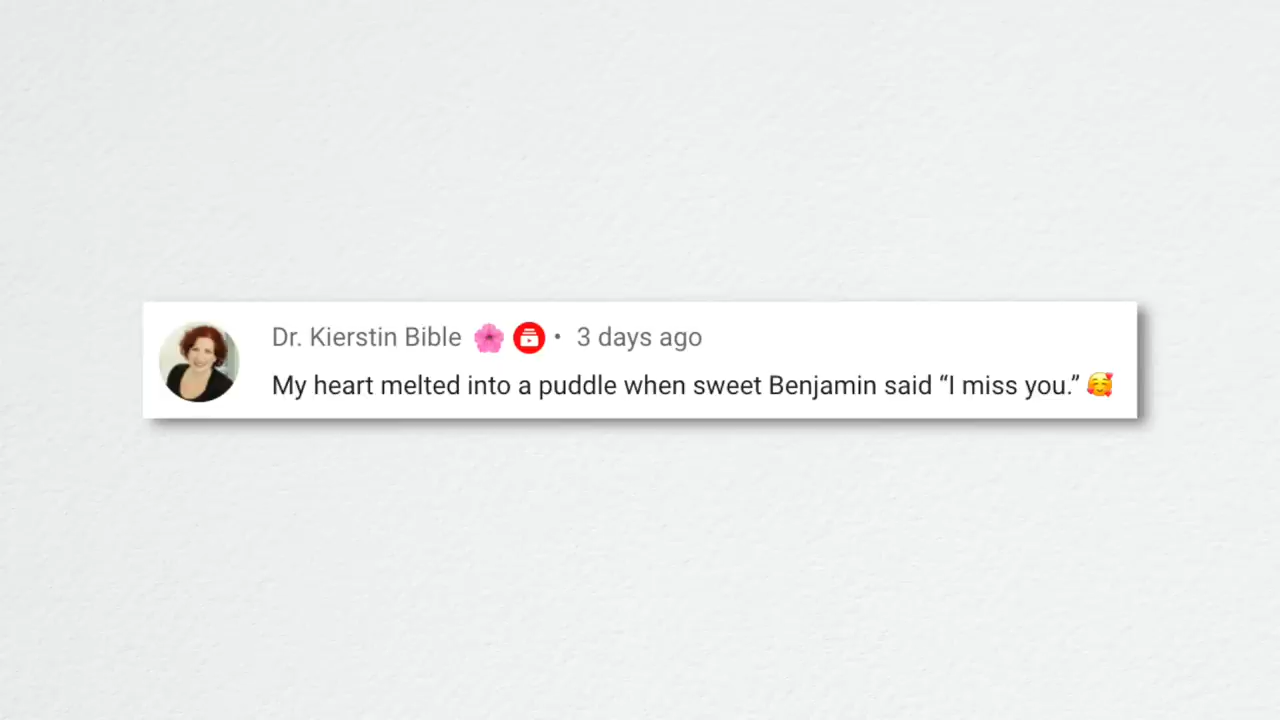 Dr. Kierstin Bible 🌸 • 3 days ago
My heart melted into a puddle when sweet Benjamin said “I miss you.” 🥰